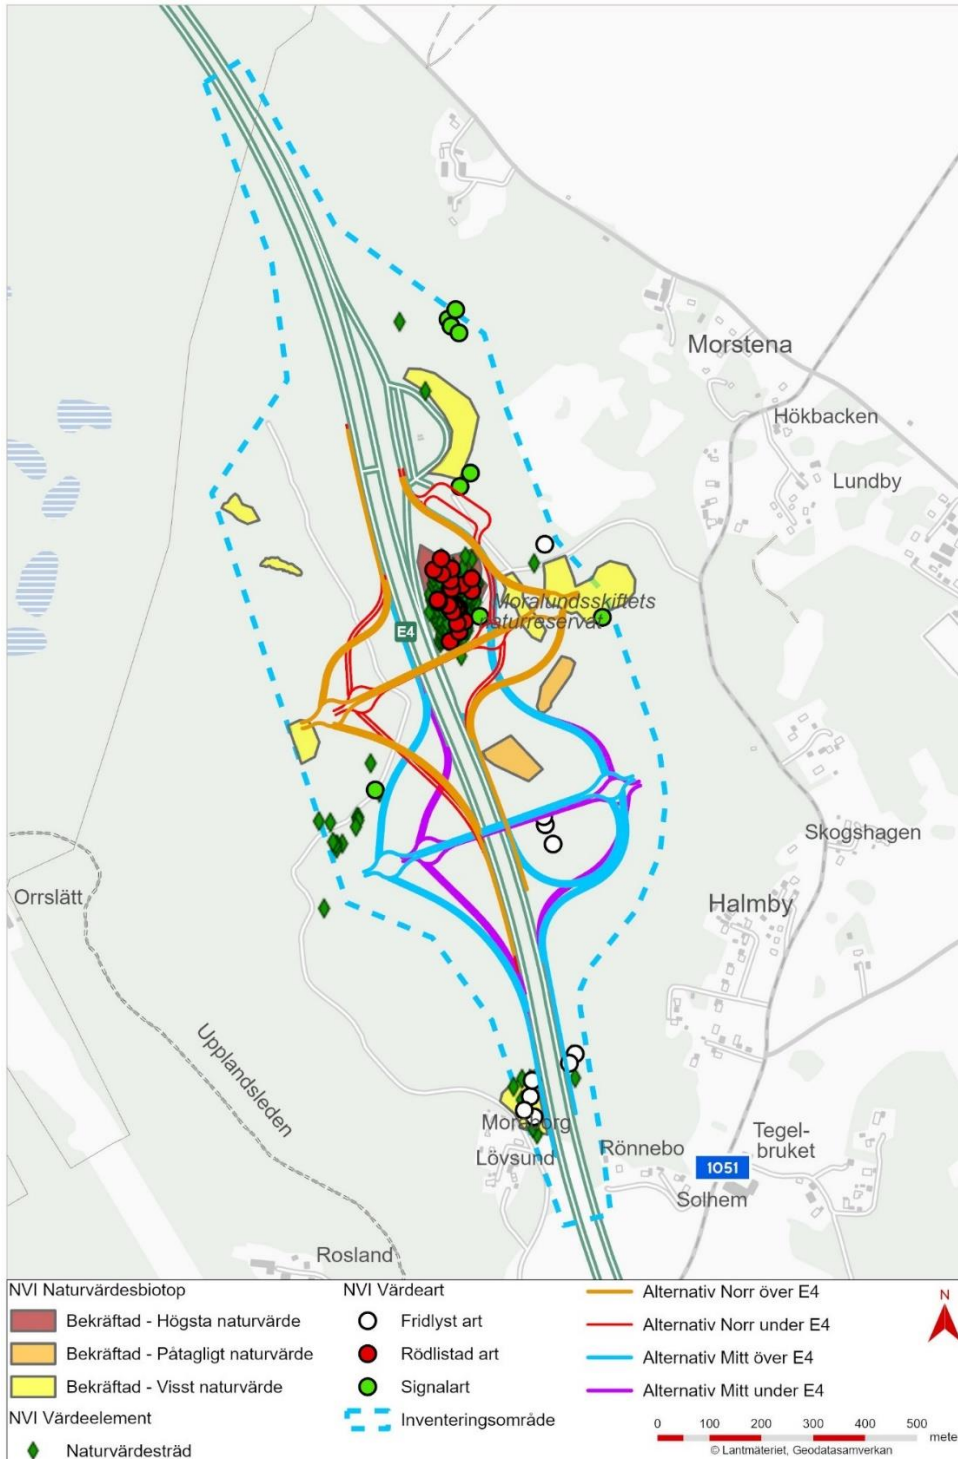 Morstena
Hökbacken
Lundby
Moralundsskiftets
naturreservat
E4
Skogshagen
Orrslätt
Halmby
Upplandsleden
Moraborg
Lövsund
Rönnebo
Tegel-
bruket
1051
Solhem
Rosland
NVI Naturvärdesbiotop
Bekräftad - Högsta naturvärde
Bekräftad - Påtagligt naturvärde
Bekräftad - Visst naturvärde
NVI Värdeelement
Naturvärdesträd
NVI Värdeart
Fridlyst art
Rödlistad art
Signalart
Inventeringsområde
Alternativ Norr över E4
Alternativ Norr under E4
Alternativ Mitt över E4
Alternativ Mitt under E4
N
0 100 200 300 400 500
mete
© Lantmäteriet, Geodatasamverkan